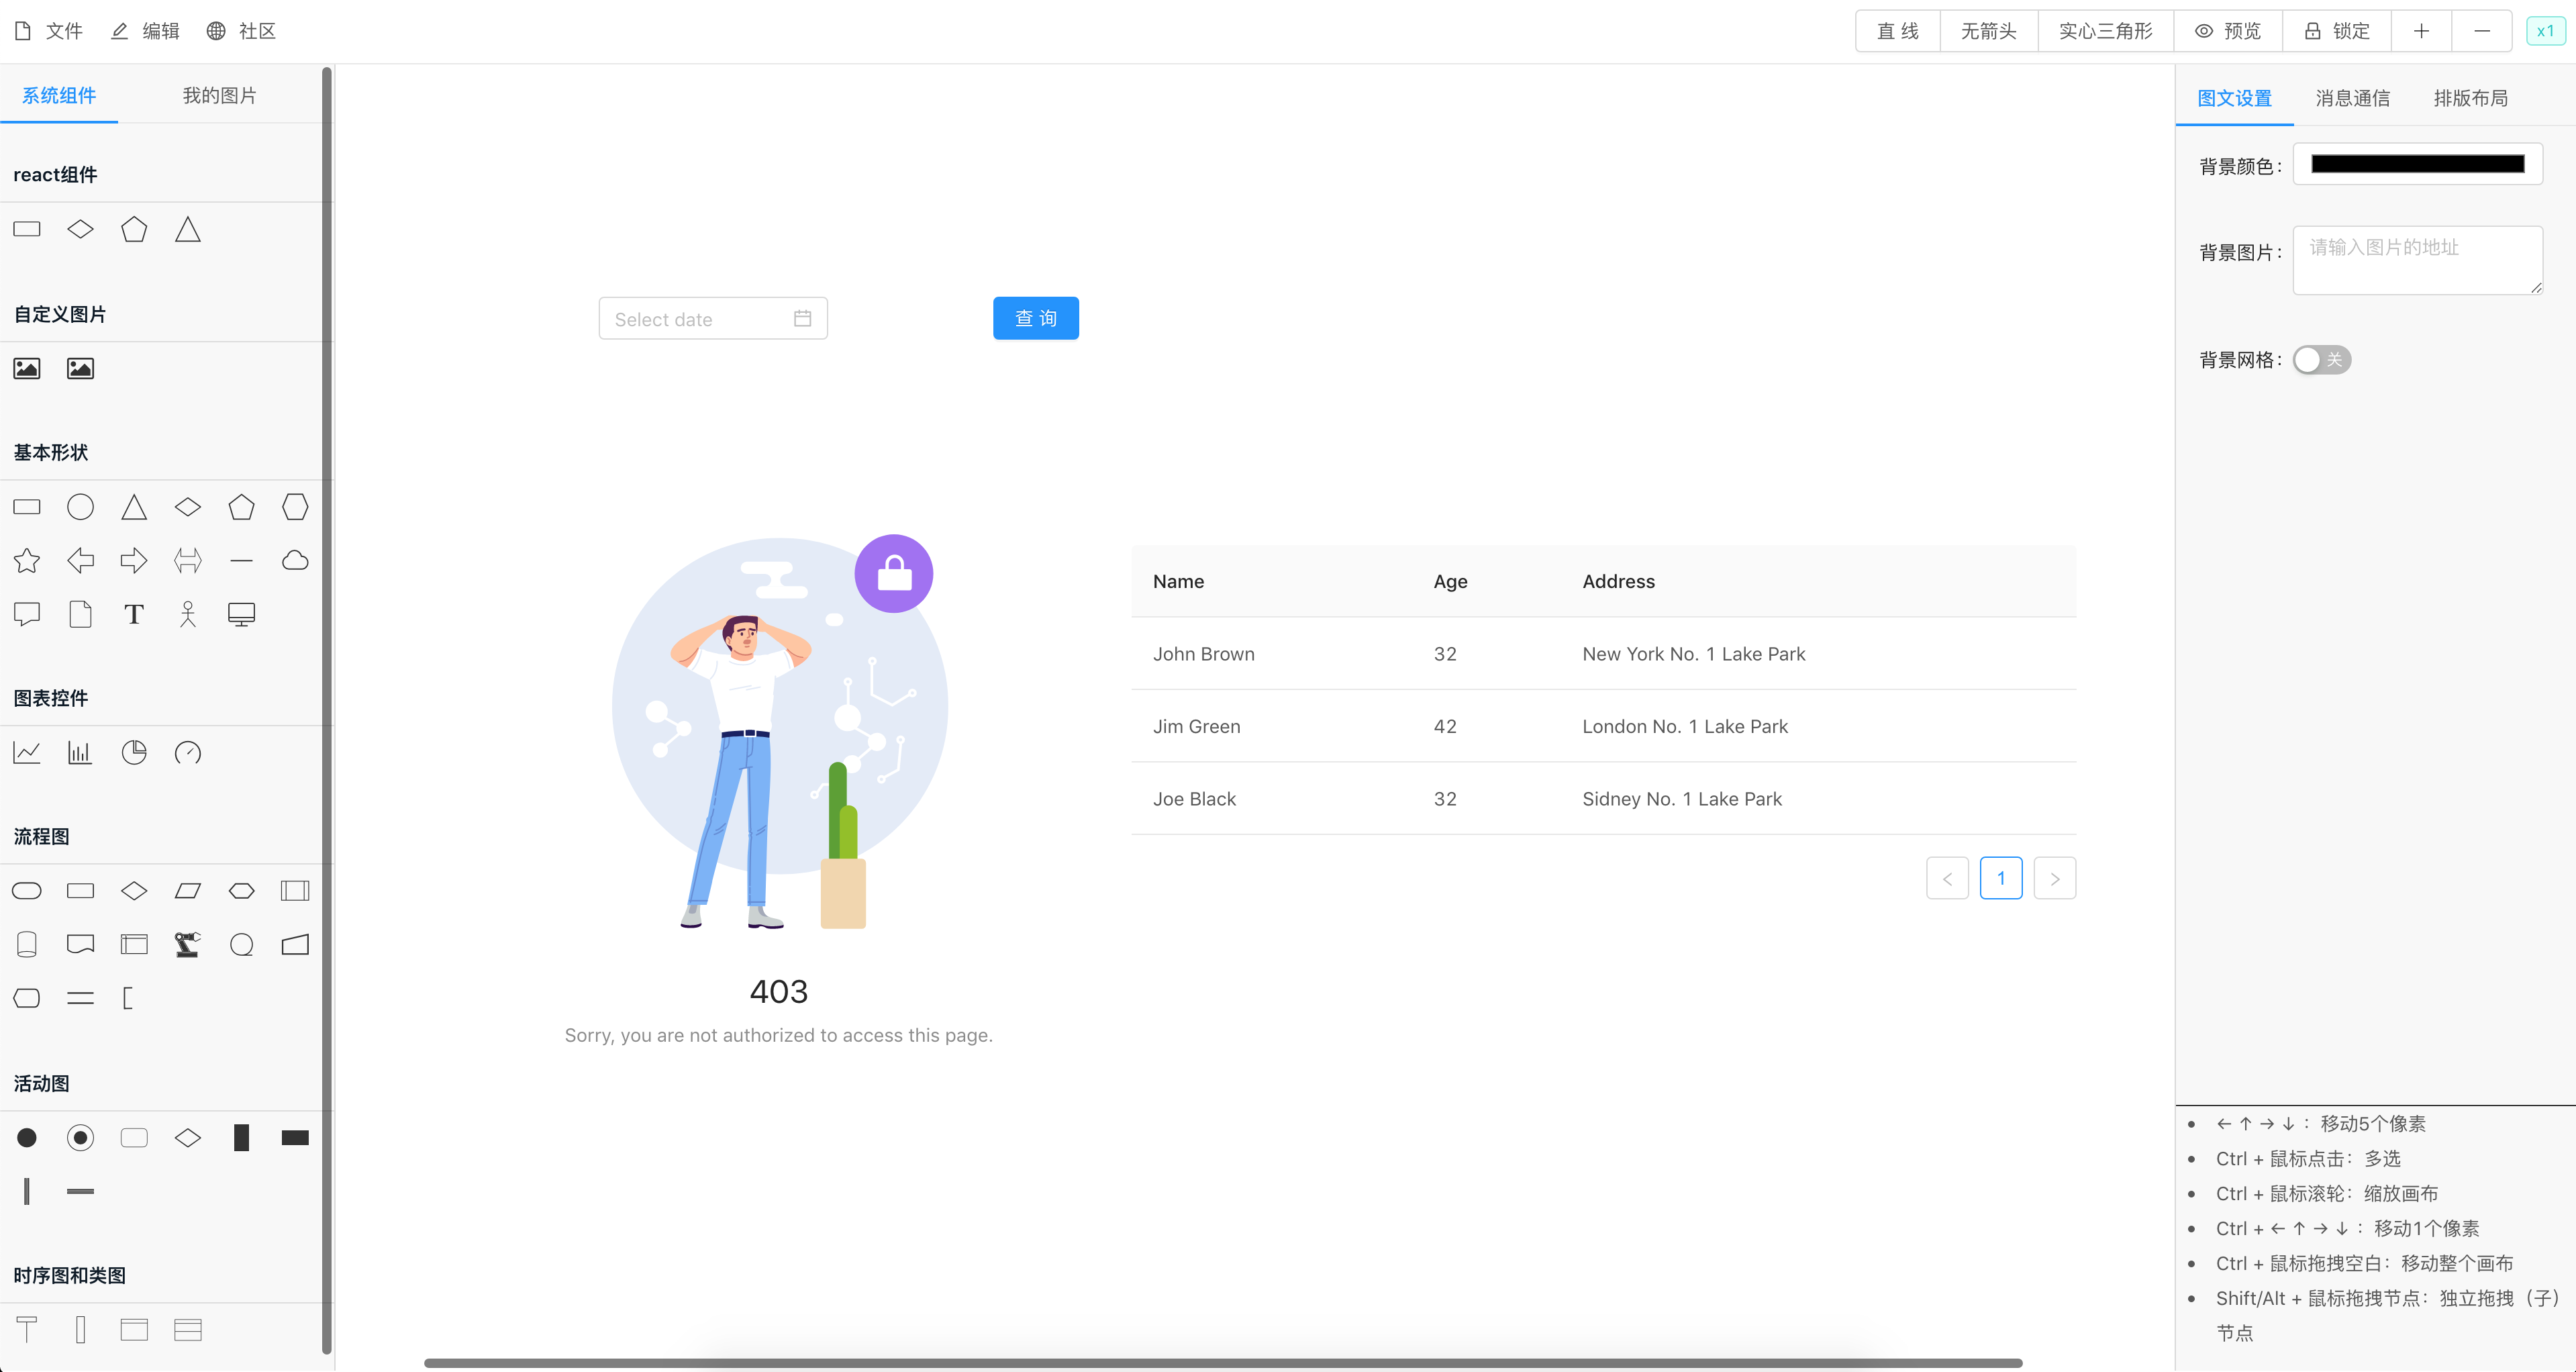 文件 编辑 社区 直 线 无箭头 实心三角形 预览 锁定 x1
系统组件 我的图片
react组件
自定义图片
基本形状
T
图表控件
流程图
活动图
时序图和类图
Select date 查 询
403
Sorry, you are not authorized to access this page.
Name Age Address
John Brown 32 New York No. 1 Lake Park
Jim Green 42 London No. 1 Lake Park
Joe Black 32 Sidney No. 1 Lake Park
< 1 >
图文设置 消息通信 排版布局
背景颜色:
背景图片: 请输入图片的地址
背景网格: 关
← ↑ → ↓ ：移动5个像素
Ctrl + 鼠标点击：多选
Ctrl + 鼠标滚轮：缩放画布
Ctrl + ← ↑ → ↓ ：移动1个像素
Ctrl + 鼠标拖拽空白：移动整个画布
Shift/Alt + 鼠标拖拽节点：独立拖拽（子）
节点